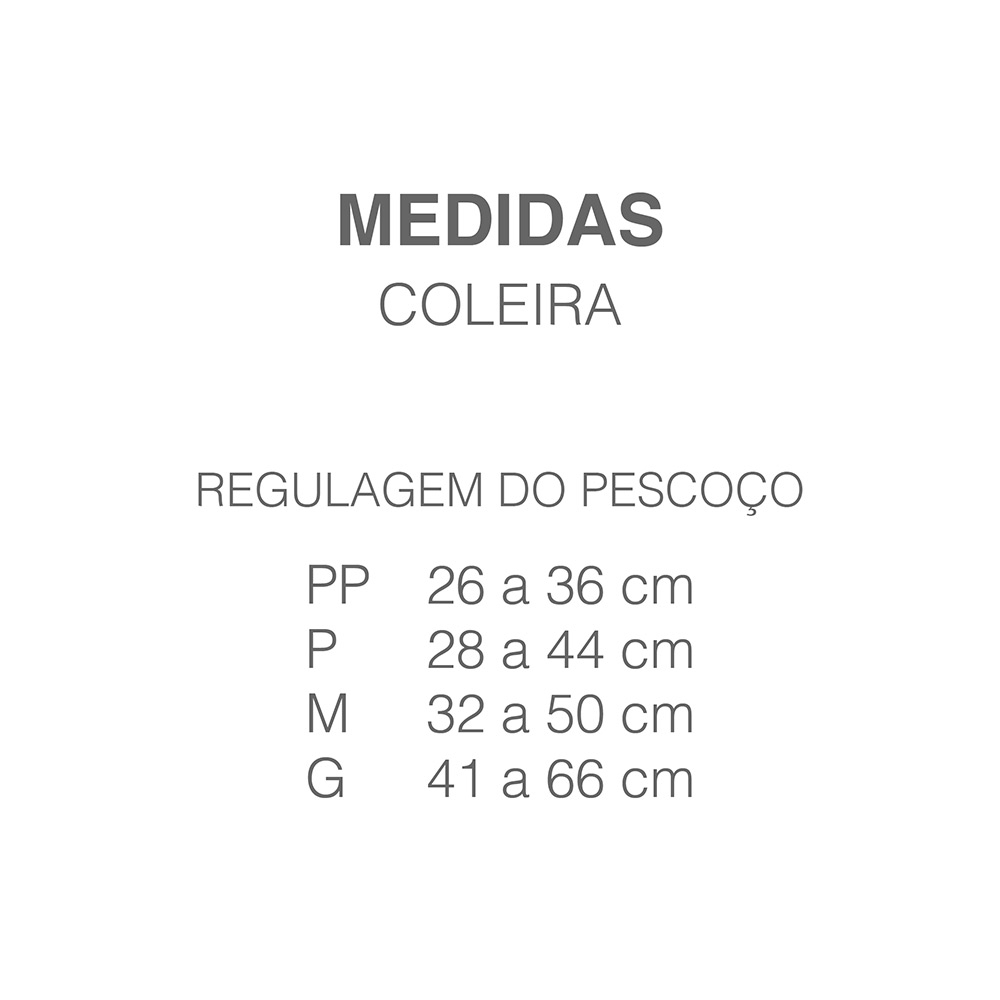 MEDIDAS
COLEIRA
REGULAGEM DO PESCOÇO
PP 26 a 36 cm
P 28 a 44 cm
M 32 a 50 cm
G 41 a 66 cm